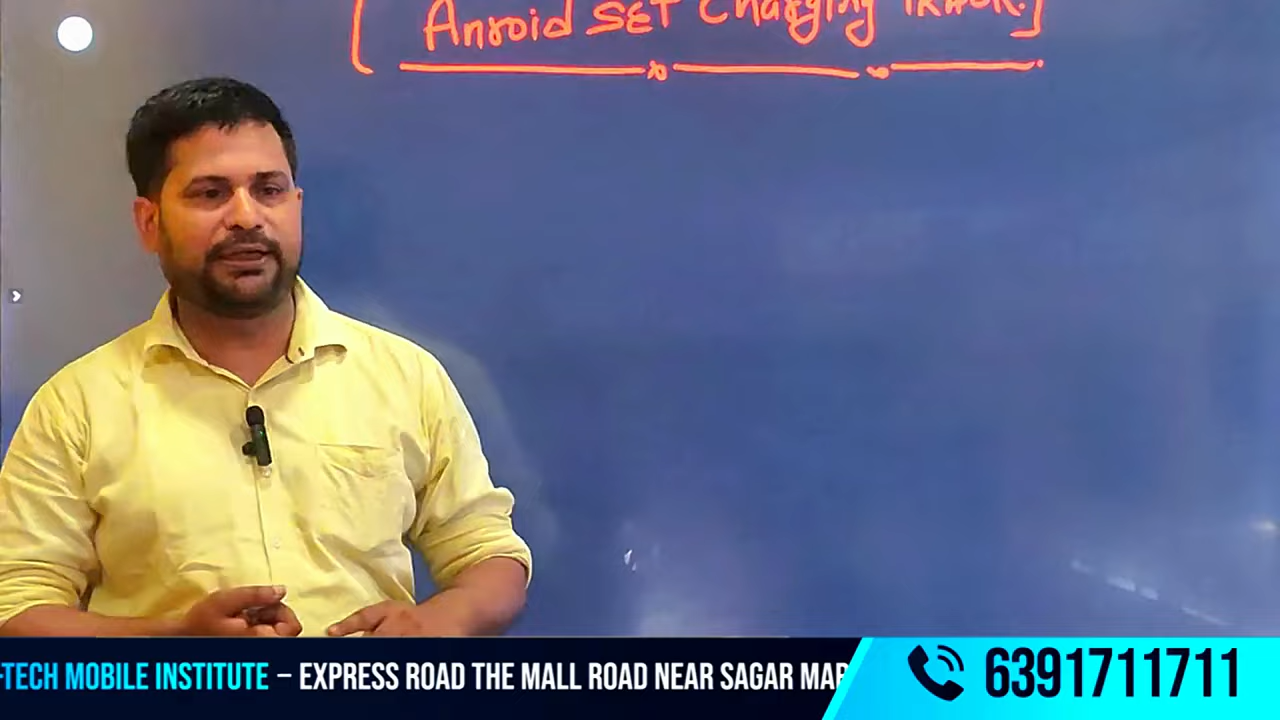 [ Anroid SET Charging
-TECH MOBILE INSTITUTE – EXPRESS ROAD THE MALL ROAD NEAR SAGAR MAR
6391711711